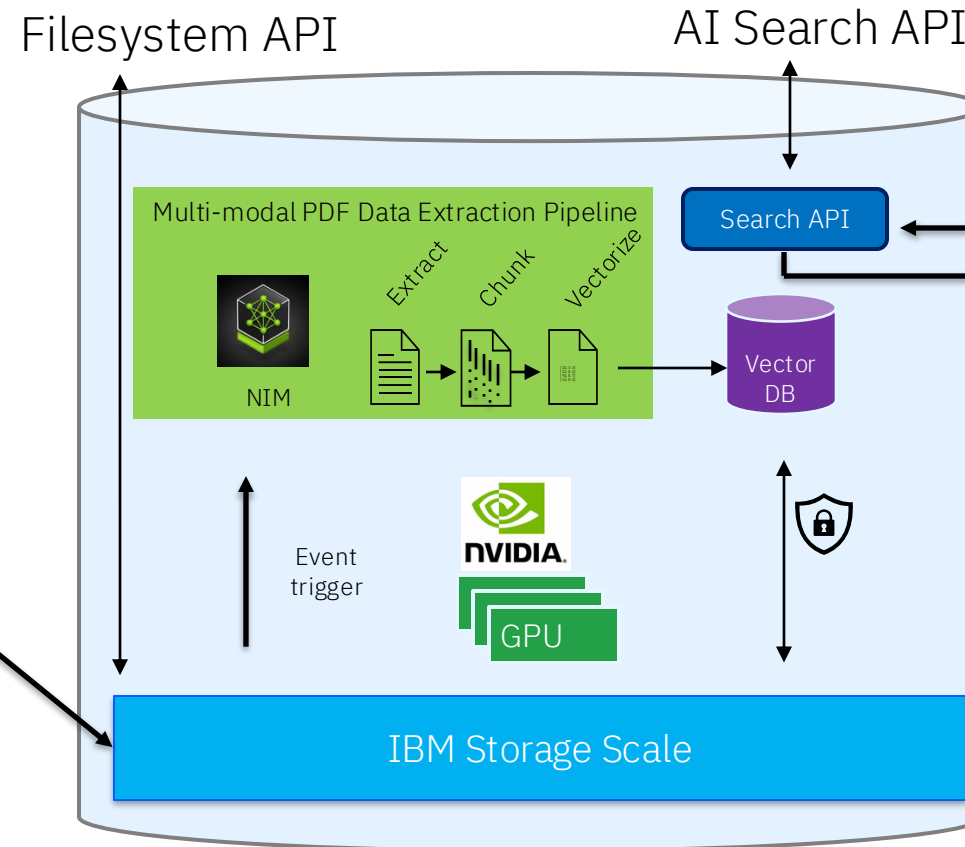 Filesystem API
AI Search API
Multi-modal PDF Data Extraction Pipeline
Search API
Extract
Chunk
Vectorize
NIM
Vector
DB
NVIDIA.
Event
trigger
GPU
IBM Storage Scale